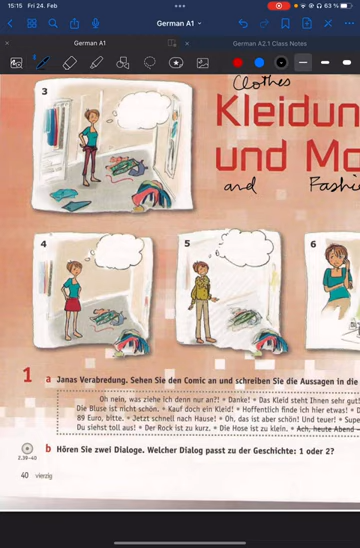 15:15 Fri 24. Feb
63 %
German A1
German A1
German A2.1 Class Notes
3
Clothes
Kleidun
und Mo
and Fashi
4
5
6
1 a Janas Verabredung. Sehen Sie den Comic an und schreiben Sie die Aussagen in die
Oh nein, was ziehe ich denn nur an?! • Danke! • Das Kleid steht Ihnen sehr gut!
Die Bluse ist nicht schön. • Kauf doch ein Kleid! • Hoffentlich finde ich hier etwas! • D
89 Euro, bitte. • Jetzt schnell nach Hause! • Oh, das ist aber schön! Und teuer! • Supe
Du siehst toll aus! • Der Rock ist zu kurz. • Die Hose ist zu klein. • Ach, heute Abend
2.39-40
b Hören Sie zwei Dialoge. Welcher Dialog passt zu der Geschichte: 1 oder 2?
40 vierzig